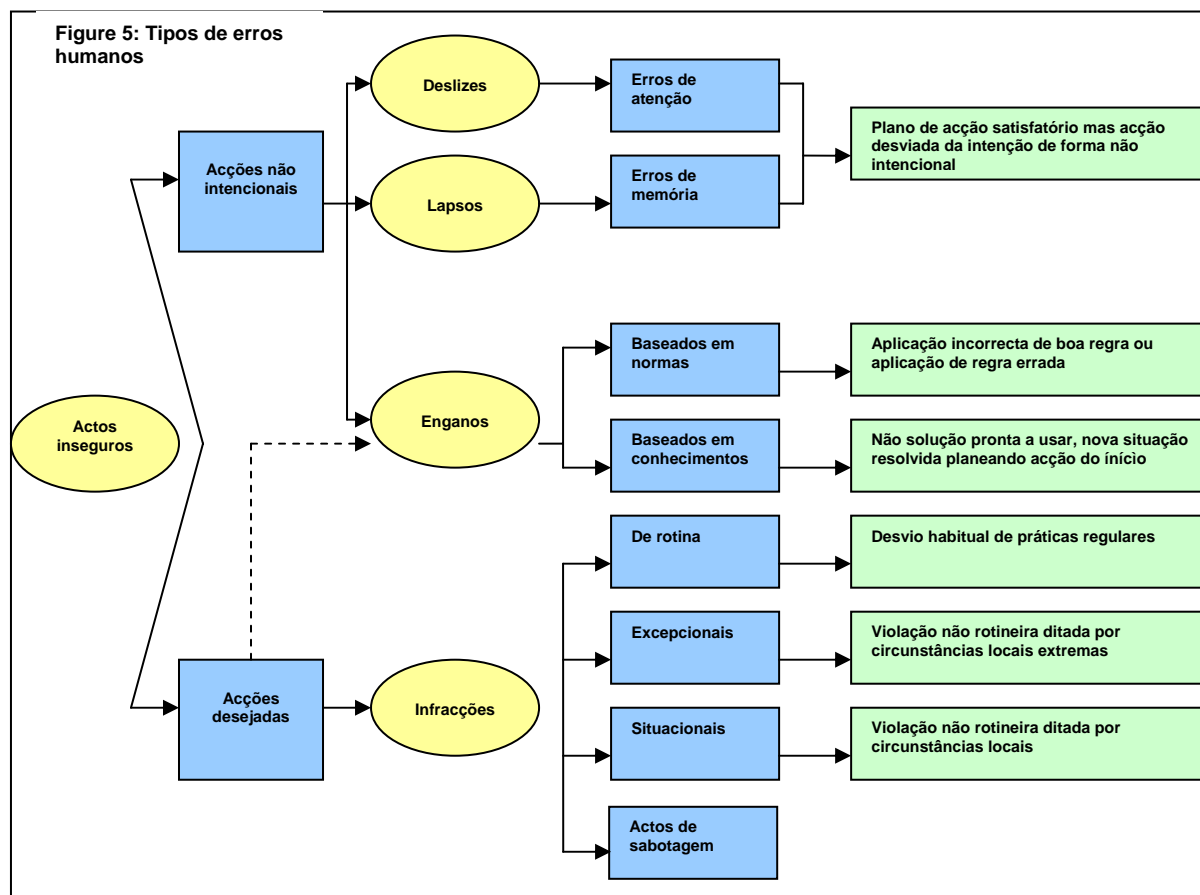 Figure 5: Tipos de erros
humanos
Deslizes
Erros de
atenção
Plano de acção satisfatório mas acção
desviada da intenção de forma não
intencional
Acções não
intencionais
Lapsos
Erros de
memória
Baseados em
normas
Aplicação incorrecta de boa regra ou
aplicação de regra errada
Actos
inseguros
Enganos
Baseados em
conhecimentos
Não solução pronta a usar, nova situação
resolvida planeando acção do ínícìo
De rotina
Desvio habitual de práticas regulares
Excepcionais
Violação não rotineira ditada por
circunstâncias locais extremas
Acções
desejadas
Infracções
Situacionais
Violação não rotineira ditada por
circunstâncias locais
Actos de
sabotagem